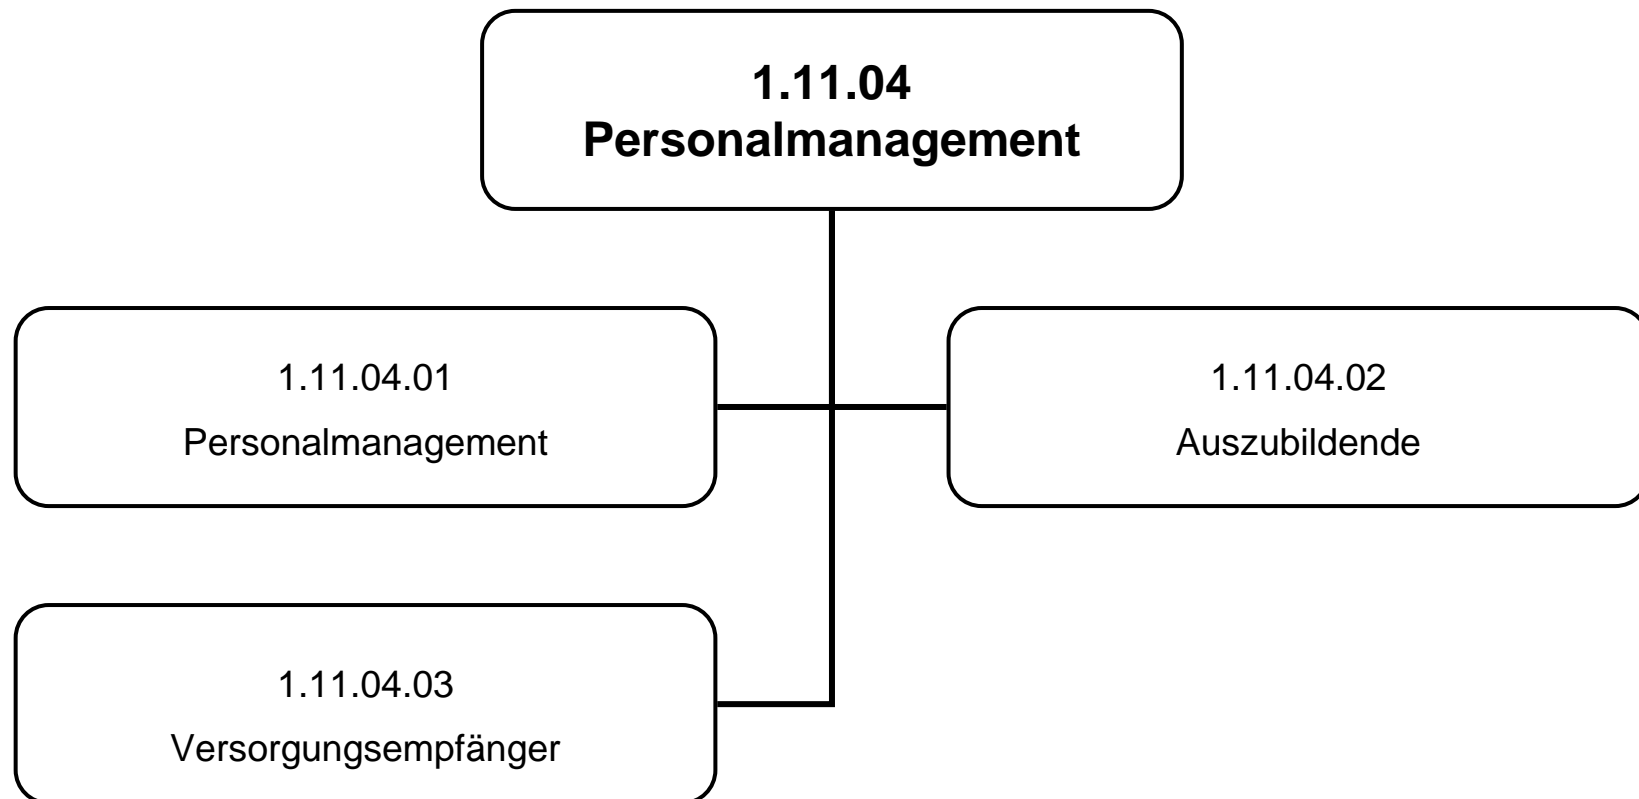 1.11.04
Personalmanagement
1.11.04.01
Personalmanagement
1.11.04.02
Auszubildende
1.11.04.03
Versorgungsempfänger